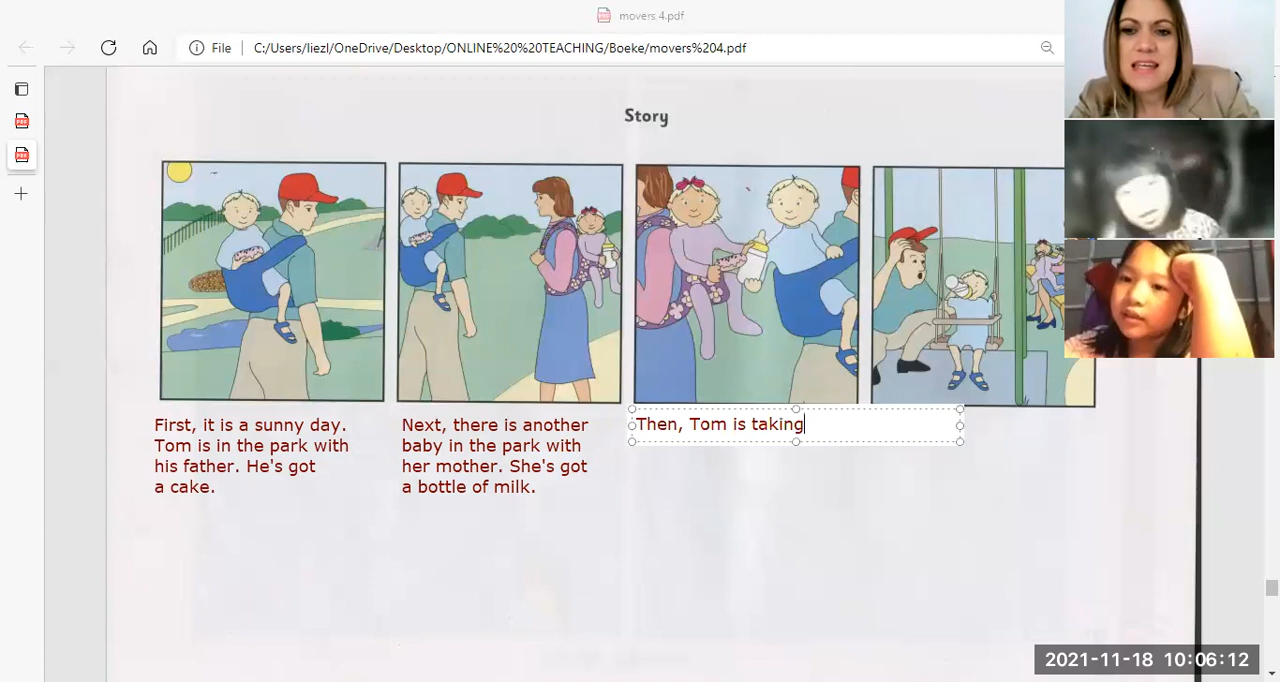 movers 4.pdf
File
C:/Users/liezl/OneDrive/Desktop/ONLINE%20%20TEACHING/Boeke/movers%204.pdf
Story
First, it is a sunny day.
Tom is in the park with
his father. He's got
a cake.
Next, there is another
baby in the park with
her mother. She's got
a bottle of milk.
Then, Tom is taking
2021-11-18 10:06:12